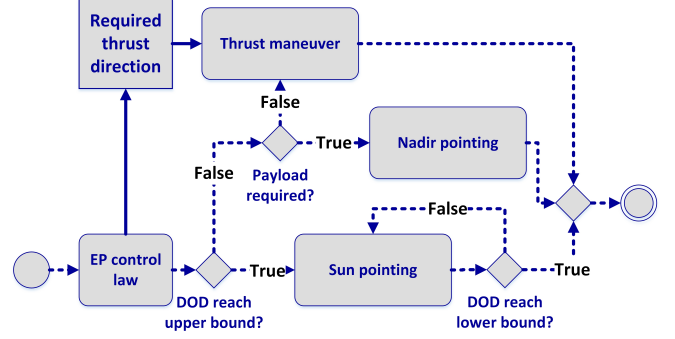 Required
thrust
direction
Thrust maneuver
False
True
Nadir pointing
False
Payload
required?
False
EP control
law
True
Sun pointing
True
DOD reach
upper bound?
DOD reach
lower bound?